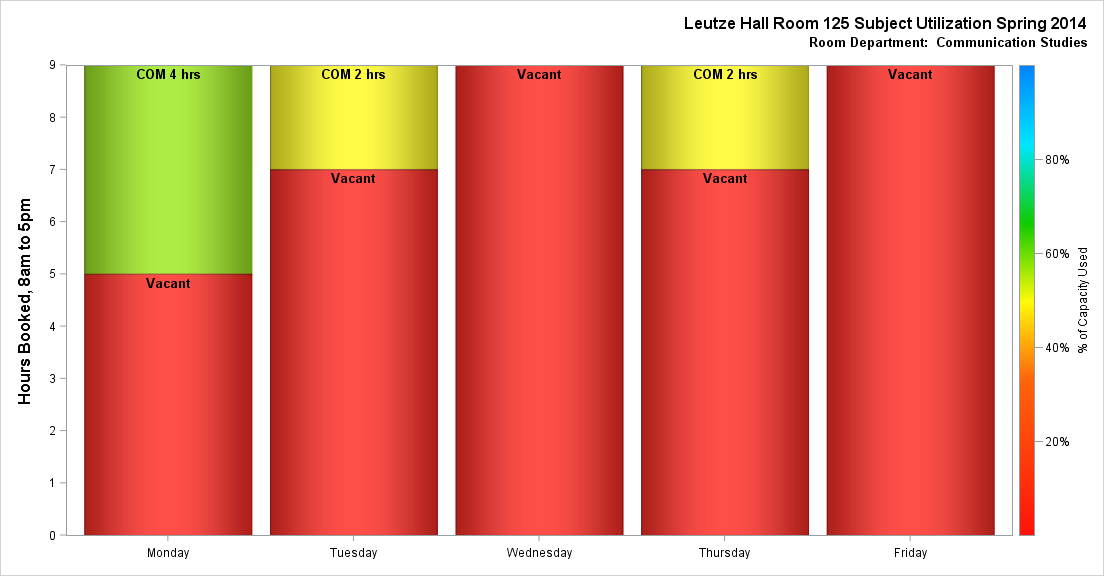 Leutze Hall Room 125 Subject Utilization Spring 2014
Room Department:  Communication Studies
Hours Booked, 8am to 5pm
9
8
7
6
5
4
3
2
1
0
COM 4 hrs
Vacant
COM 2 hrs
Vacant
Vacant
COM 2 hrs
Vacant
Vacant
Monday
Tuesday
Wednesday
Thursday
Friday
80%
60%
40%
20%
% of Capacity Used